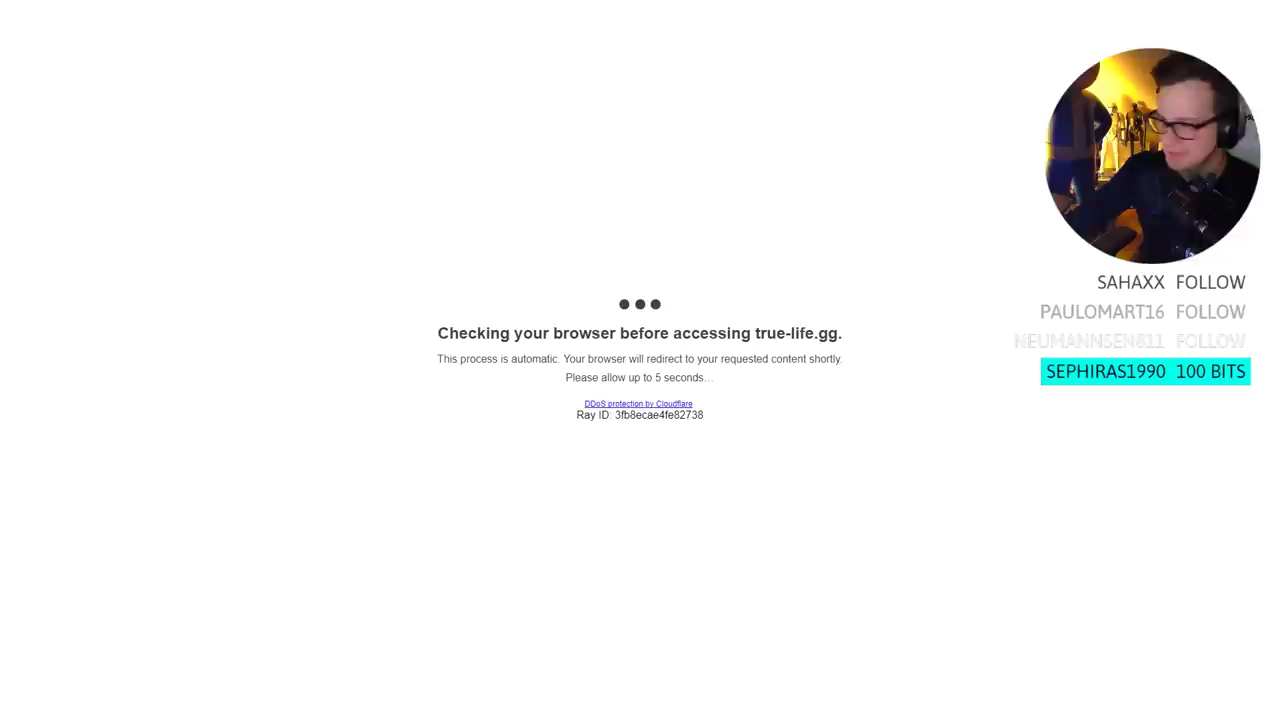 Checking your browser before accessing true-life.gg.
This process is automatic. Your browser will redirect to your requested content shortly.
Please allow up to 5 seconds…
DDoS protection by Cloudflare
Ray ID: 3fb8ecae4fe82738
SAHAXX FOLLOW
PAULOMART16 FOLLOW
NEUMANNSEN811 FOLLOW
SEPHIRAS1990 100 BITS